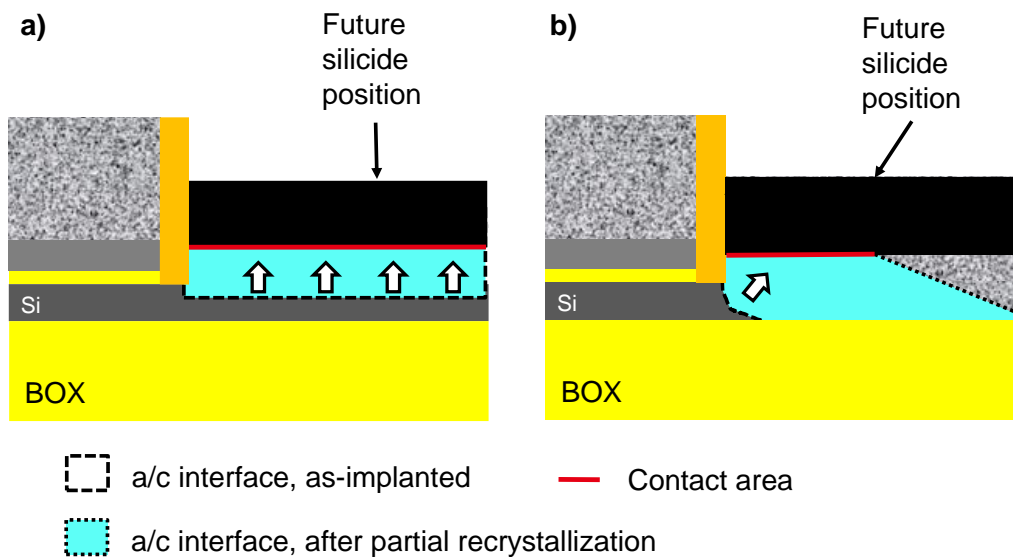 a)
Future
silicide
position
Si
BOX
b)
Future
silicide
position
Si
BOX
a/c interface, as-implanted
Contact area
a/c interface, after partial recrystallization